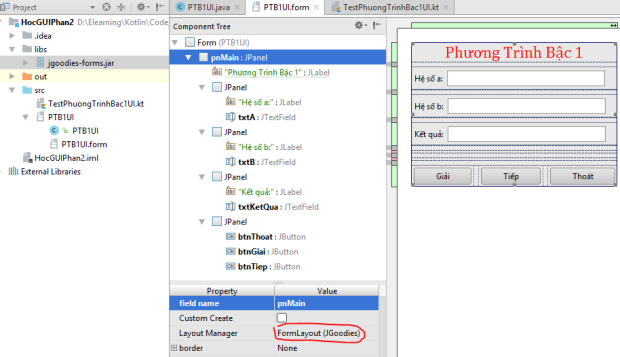 Project
HocGUIPhan2 D:\Elearning\Kotlin\Code
.idea
libs
jgoodies-forms.jar
out
src
TestPhuongTrinhBac1UI.kt
PTB1UI
PTB1UI
PTB1UI.form
HocGUIPhan2.iml
External Libraries
PTB1UI.java
PTB1UI.form
TestPhuongTrinhBac1UI.kt
Component Tree
Form (PTB1UI)
pnMain : JPanel
"Phương Trình Bậc 1" : JLabel
JPanel
"Hệ số a:" : JLabel
txtA : JTextField
JPanel
"Hệ số b:" : JLabel
txtB : JTextField
JPanel
"Kết quả:" : JLabel
txtKetQua : JTextField
JPanel
btnThoat : JButton
btnGiai : JButton
btnTiep : JButton
Property Value
field name pnMain
Custom Create
Layout Manager FormLayout (JGoodies)
border None
Phương Trình Bậc 1
Hệ số a:
Hệ số b:
Kết quả:
Giải Tiếp Thoát